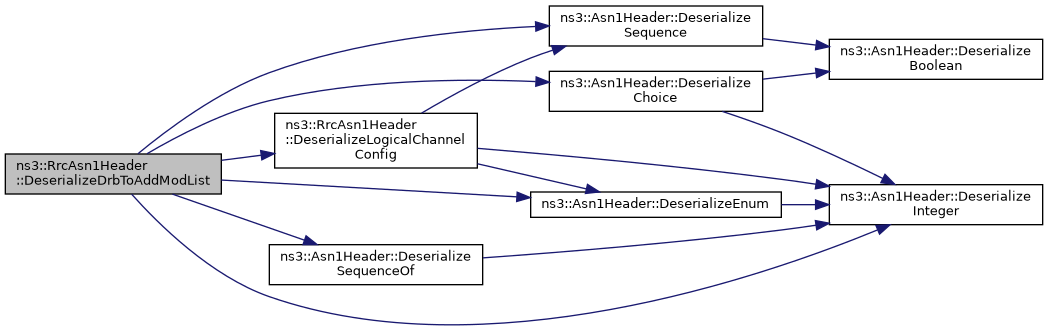 ns3::RrcAsn1Header
::DeserializeDrbToAddModList
ns3::RrcAsn1Header
::DeserializeLogicalChannel
Config
ns3::Asn1Header::Deserialize
SequenceOf
ns3::Asn1Header::Deserialize
Sequence
ns3::Asn1Header::Deserialize
Choice
ns3::Asn1Header::DeserializeEnum
ns3::Asn1Header::Deserialize
Boolean
ns3::Asn1Header::Deserialize
Integer